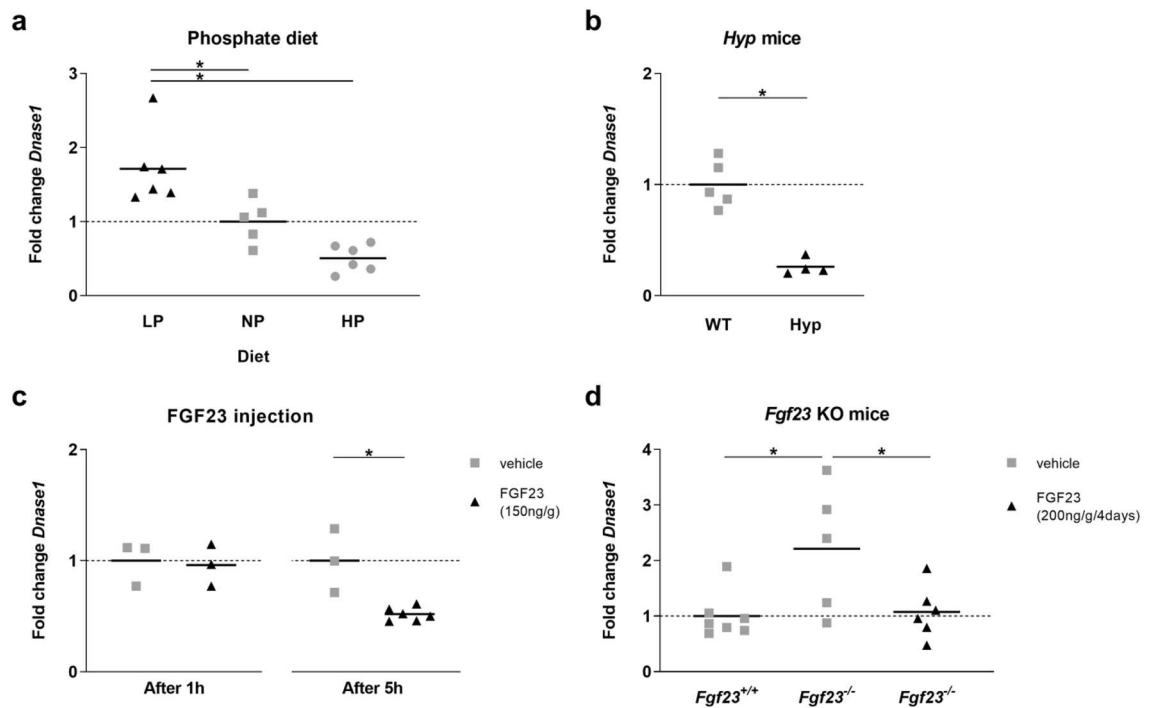 a
Phosphate diet
*
*
Fold change Dnase1
3
2
1
0
LP NP HP
Diet
b
Hyp mice
*
Fold change Dnase1
2
1
0
WT Hyp
c
FGF23 injection
*
Fold change Dnase1
2
1
0
After 1h After 5h
vehicle
FGF23
(150ng/g)
d
Fgf23 KO mice
* *
Fold change Dnase1
4
3
2
1
0
Fgf23+/+ Fgf23-/- Fgf23-/-
vehicle
FGF23
(200ng/g/4days)